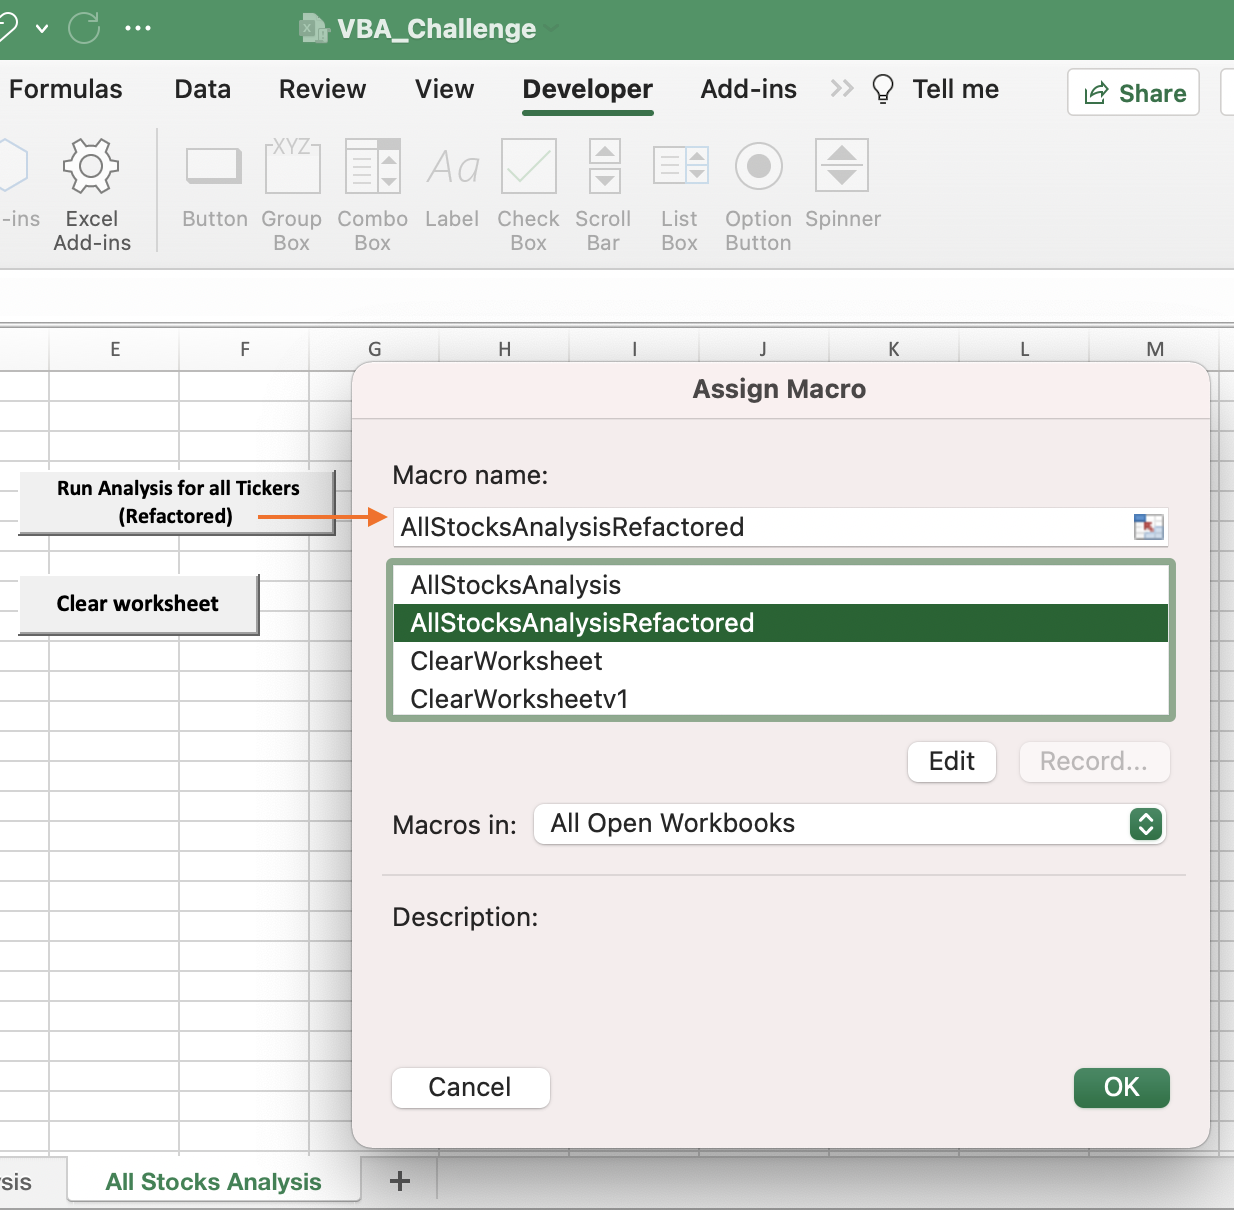 VBA_Challenge
Formulas Data Review View Developer Add-ins Tell me Share
-ins Excel Add-ins
XYZ
Aa
Button Group Box Combo Box Label Check Box Scroll Bar List Box Option Button Spinner
E F G H I J K L M
Assign Macro
Macro name:
Run Analysis for all Tickers
(Refactored)
AllStocksAnalysisRefactored
AllStocksAnalysis
AllStocksAnalysisRefactored
ClearWorksheet
ClearWorksheetv1
Clear worksheet
Edit Record...
Macros in: All Open Workbooks
Description:
Cancel OK
sis All Stocks Analysis +